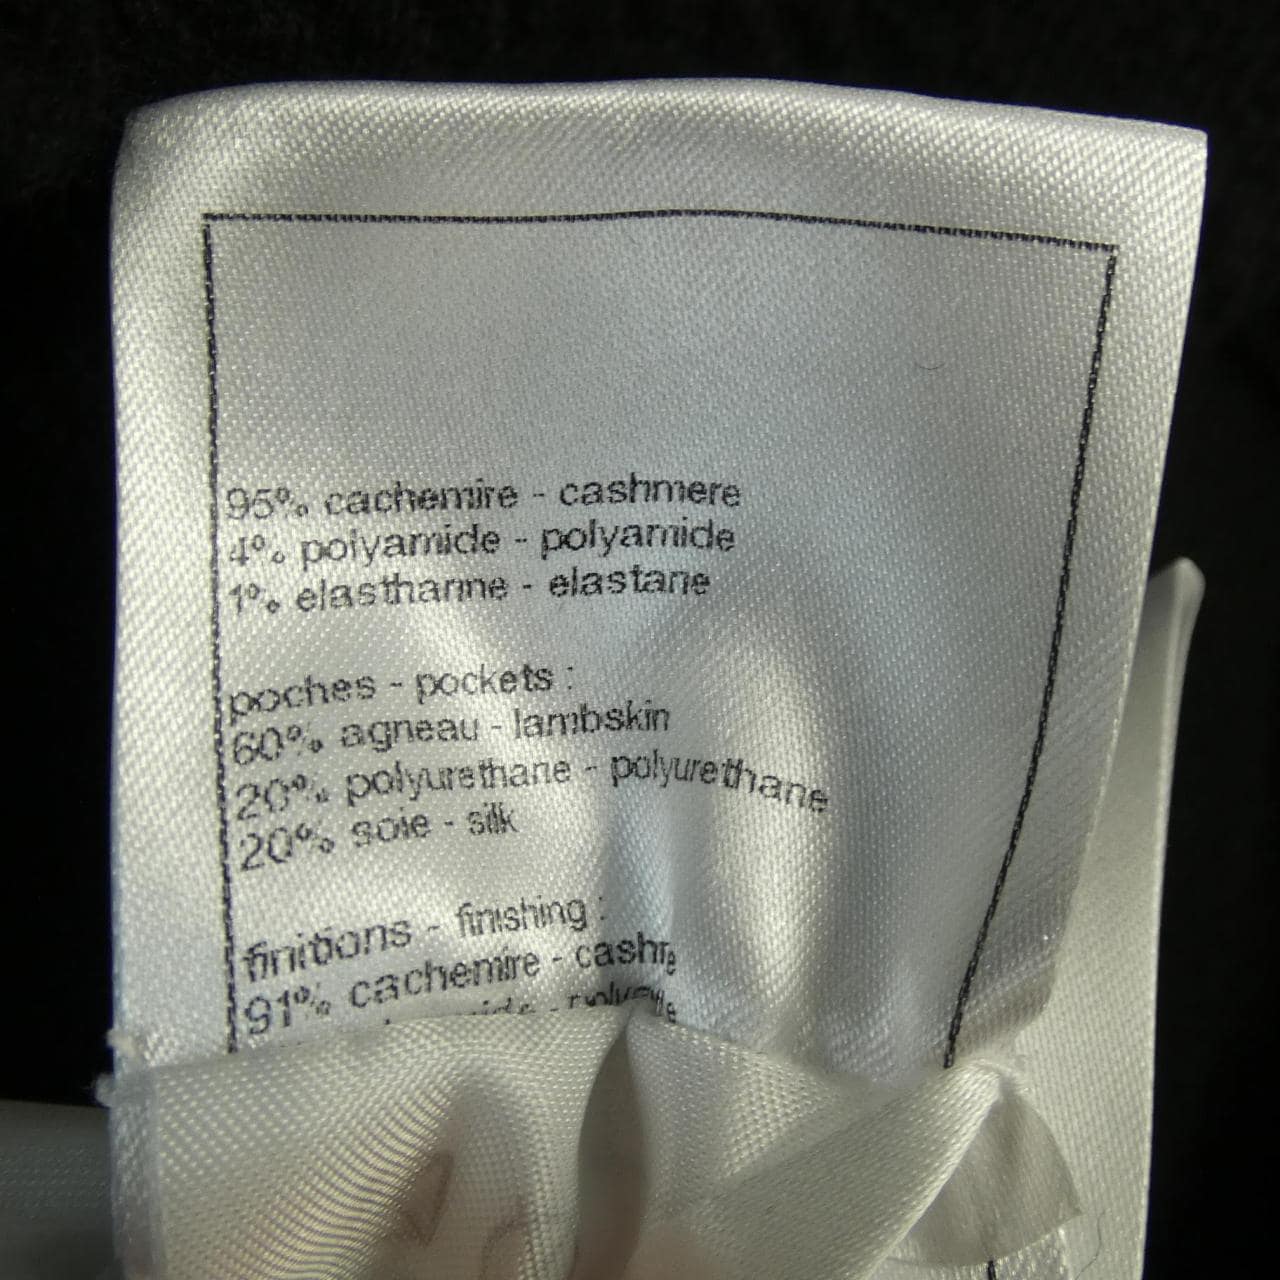 95% cachemire - cashmere
4% polyamide - polyamide
1% elasthanne - elastane
poches - pockets :
60% agneau - lambskin
20% polyurethane - polyurethane
20% soie - silk
finitions - finishing :
91% cachemire -